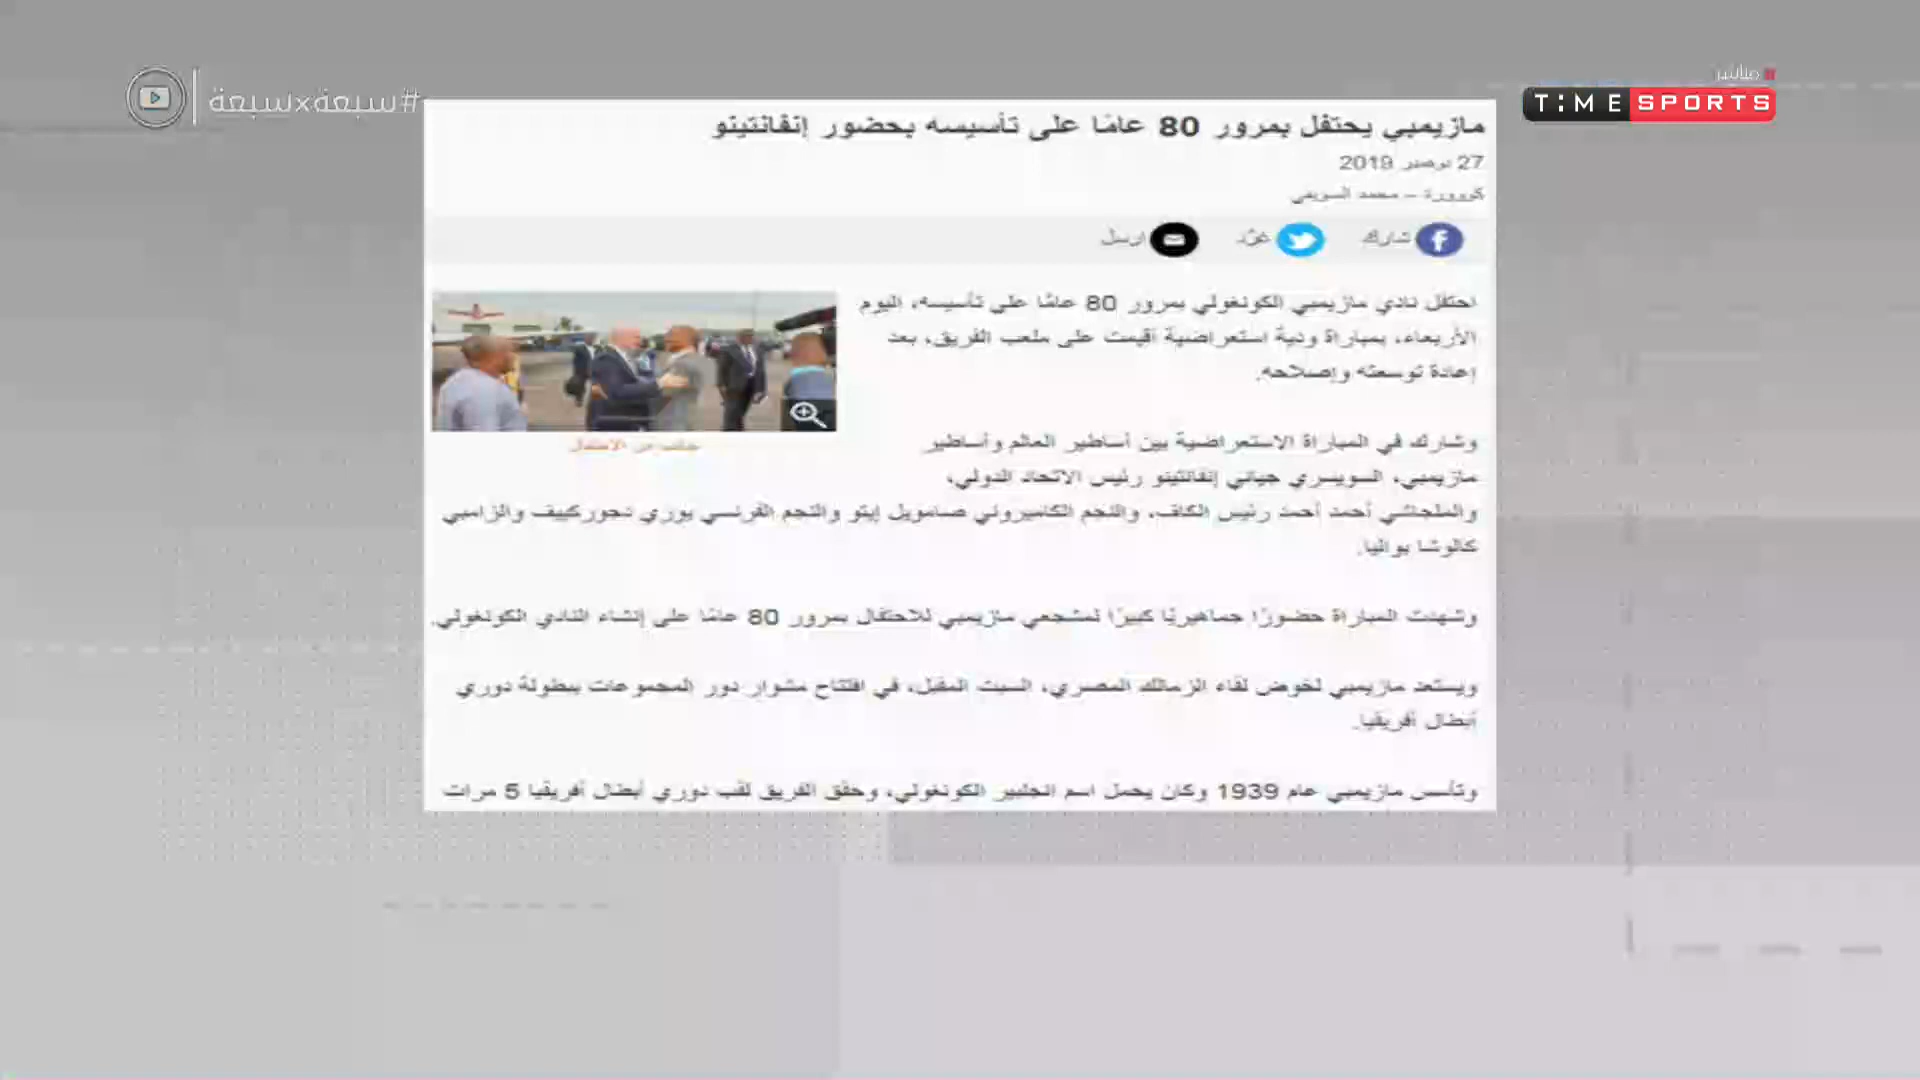 #سبعةxسبعة
مباشر
TIME SPORTS
مازيمبي يحتفل بمرور 80 عامًا على تأسيسه بحضور إنفانتينو
27 نوفمبر 2019
كووورة – محمد السويفي
شارك
غرّد
ارسل
احتفل نادي مازيمبي الكونغولي بمرور 80 عامًا على تأسيسه، اليوم
الأربعاء، بمباراة ودية استعراضية أقيمت على ملعب الفريق، بعد
إعادة توسعته وإصلاحه.
جانب من الاحتفال
وشارك في المباراة الاستعراضية بين أساطير العالم وأساطير
مازيمبي، السويسري جياني إنفانتينو رئيس الاتحاد الدولي،
والملجاشي أحمد أحمد رئيس الكاف، والنجم الكاميروني صامويل إيتو والنجم الفرنسي يوري دجوركييف والزامبي
كالوشا بواليا.
وشهدت المباراة حضورًا جماهيريًا كبيرًا لمشجعي مازيمبي للاحتفال بمرور 80 عامًا على إنشاء النادي الكونغولي.
ويستعد مازيمبي لخوض لقاء الزمالك المصري، السبت المقبل، في افتتاح مشوار دور المجموعات ببطولة دوري
أبطال أفريقيا.
وتأسس مازيمبي عام 1939 وكان يحمل اسم انجلبير الكونغولي، وحقق الفريق لقب دوري أبطال أفريقيا 5 مرات